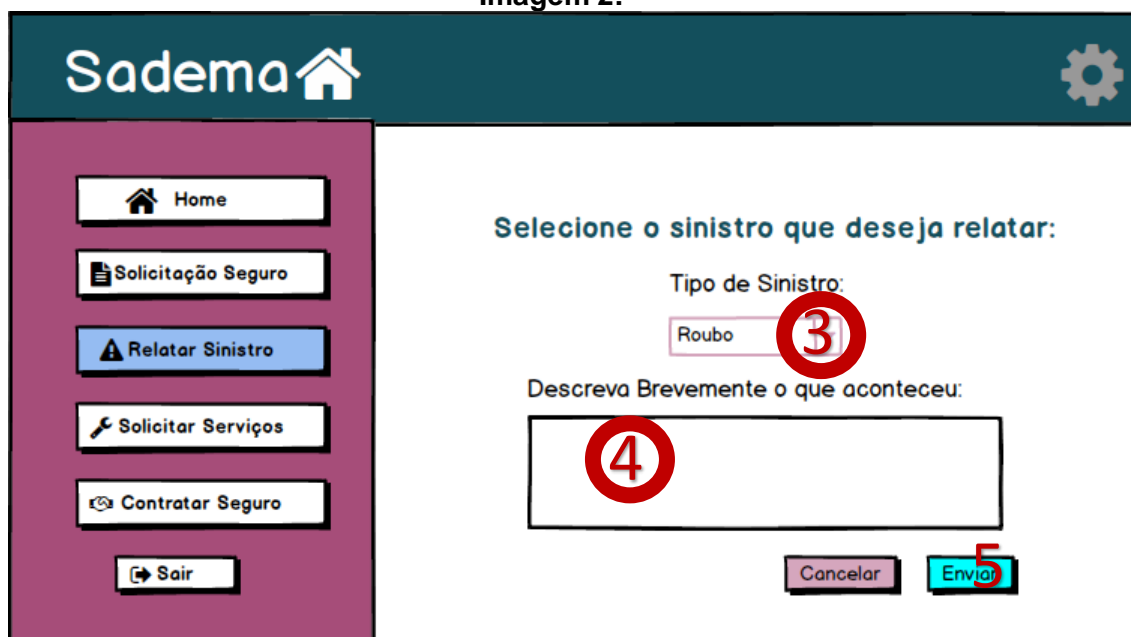 Imagem 2:
Sadema
Home
Solicitação Seguro
Relatar Sinistro
Solicitar Serviços
Contratar Seguro
Sair
Selecione o sinistro que deseja relatar:
Tipo de Sinistro:
Roubo
3
Descreva Brevemente o que aconteceu:
4
Cancelar
Enviar
5